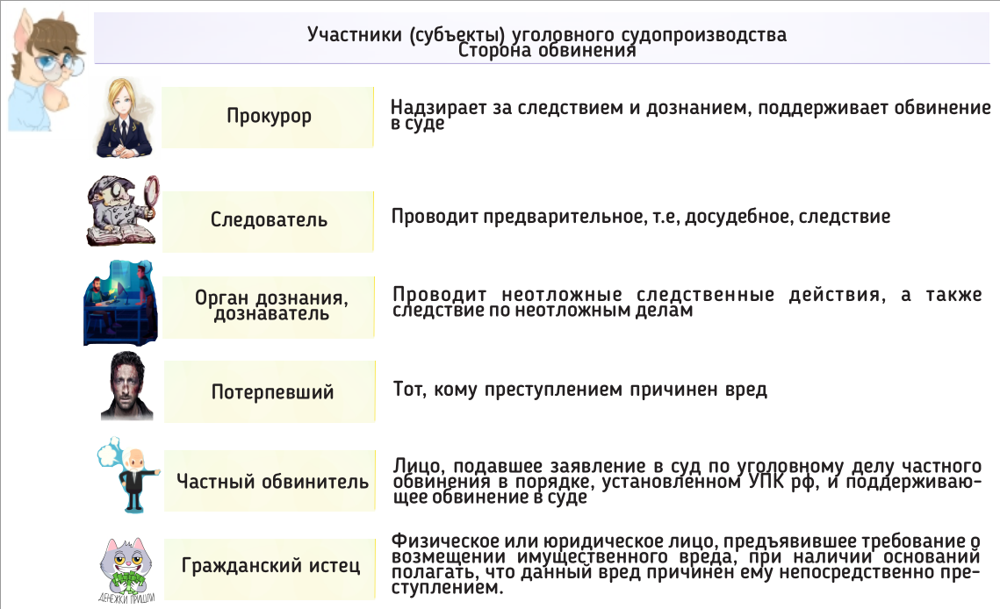 Участники (субъекты) уголовного судопроизводства
Сторона обвинения
Прокурор
Надзирает за следствием и дознанием, поддерживает обвинение
в суде
Следователь
Проводит предварительное, т.е, досудебное, следствие
Орган дознания,
дознаватель
Проводит неотложные следственные действия, а также
следствие по неотложным делам
Потерпевший
Тот, кому преступлением причинен вред
Частный обвинитель
Лицо, подавшее заявление в суд по уголовному делу частного
обвинения в порядке, установленном УПК рф, и поддерживаю-
щее обвинение в суде
Гражданский истец
Физическое или юридическое лицо, предъявившее требование о
возмещении имущественного вреда, при наличии оснований
полагать, что данный вред причинен ему непосредственно пре-
ступлением.
ДЕНЕЖКИ ПРИШЛИ